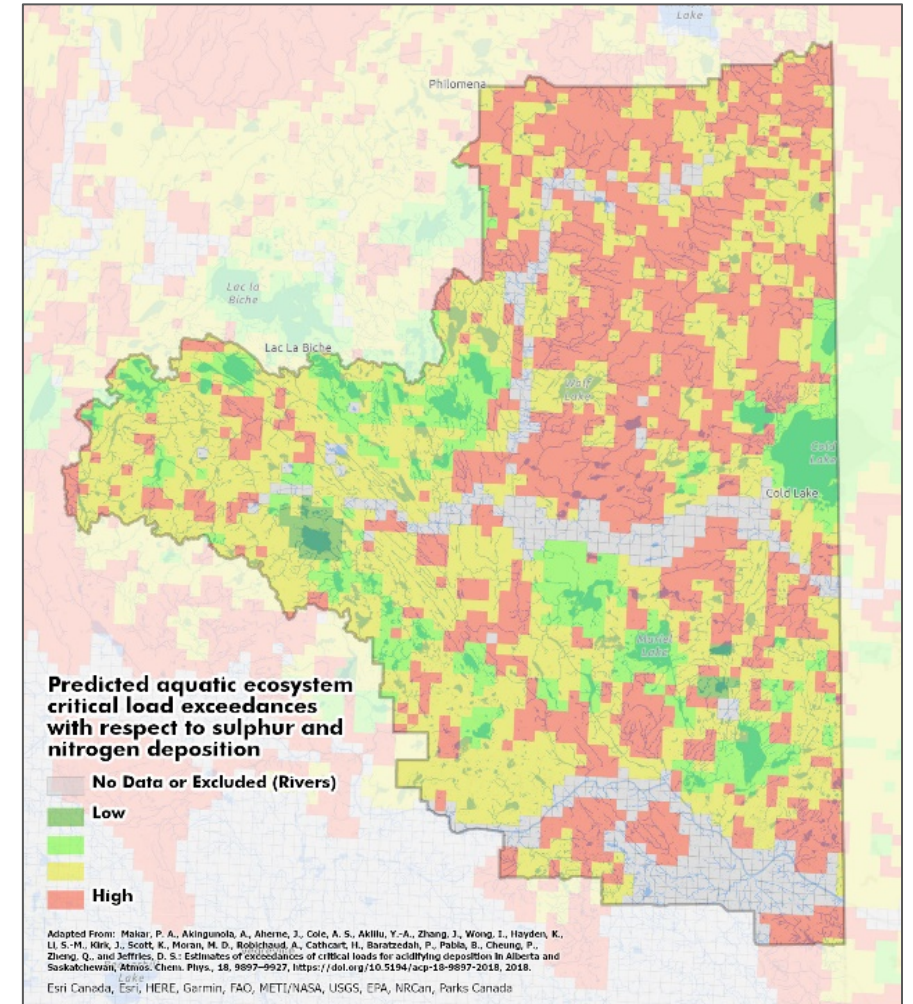 Lake
Philomena
Lac la
Biche
Lac La Biche
Wolf
Lake
Cold
Lake
Cold Lake
Muriel
Lake
Predicted aquatic ecosystem
critical load exceedances
with respect to sulphur and
nitrogen deposition
No Data or Excluded (Rivers)
Low
High
Adapted From: Makar, P. A., Akingunola, A., Aherne, J., Cole, A. S., Aklilu, Y.-A., Zhang, J., Wong, I., Hayden, K.,
Li, S.-M., Kirk, J., Scott, K., Moran, M. D., Robichaud, A., Cathcart, H., Baratzedah, P., Pabla, B., Cheung, P.,
Zheng, Q., and Jeffries, D. S.: Estimates of exceedances of critical loads for acidifying deposition in Alberta and
Saskatchewan, Atmos. Chem. Phys., 18, 9897–9927, https://doi.org/10.5194/acp-18-9897-2018, 2018.
Lake
Esri Canada, Esri, HERE, Garmin, FAO, METI/NASA, USGS, EPA, NRCan, Parks Canada